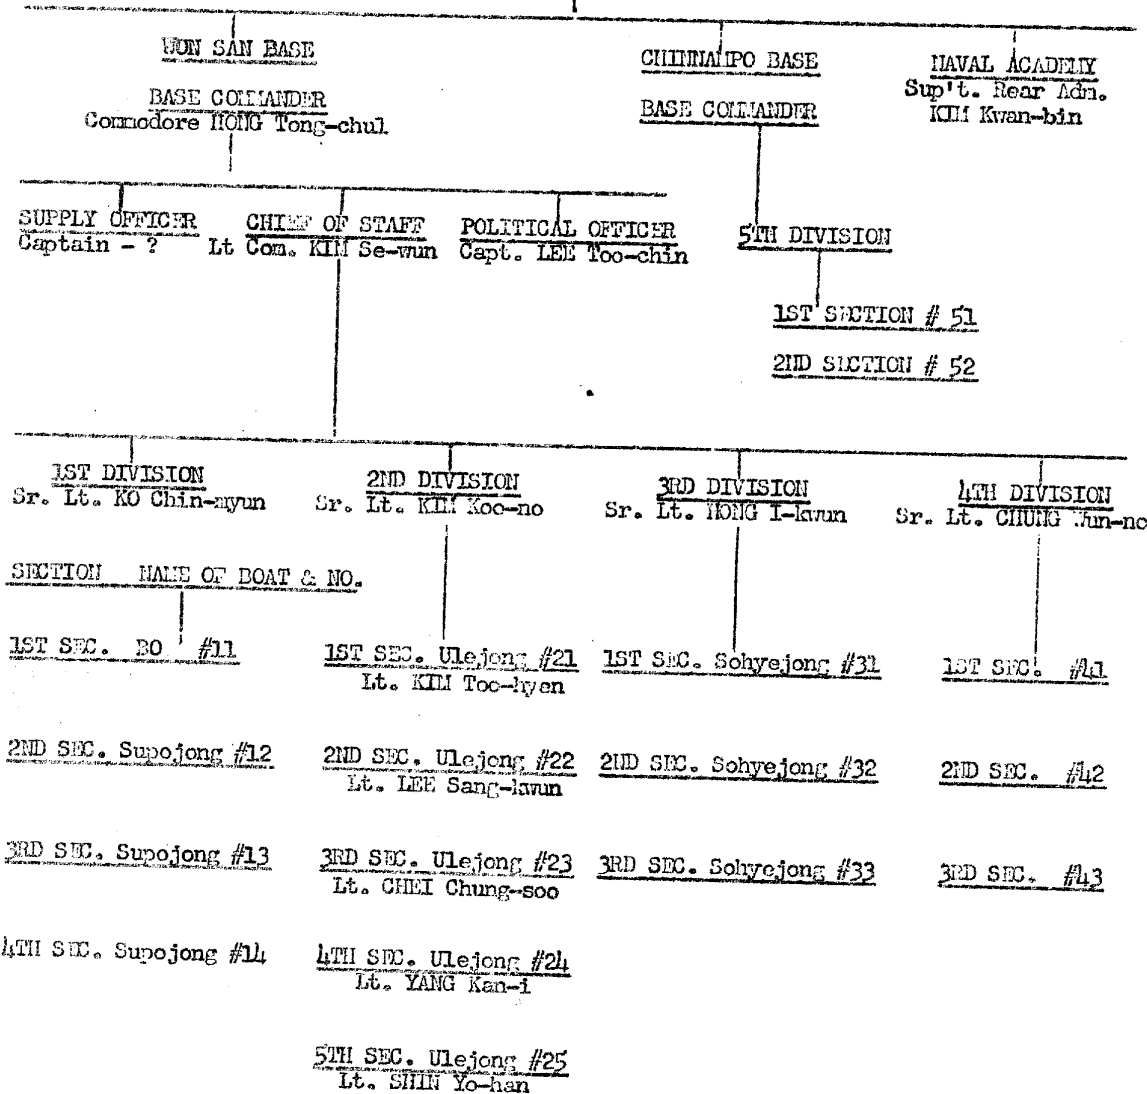 WON SAN BASE
BASE COMMANDER
Commodore HONG Tong-chul
CHINNAMPO BASE
BASE COMMANDER
NAVAL ACADEMY
Sup't. Rear Adm.
KIM Kwan-bin
SUPPLY OFFICER
Captain - ?
CHIEF OF STAFF
Lt Com. KIM Se-wun
POLITICAL OFFICER
Capt. LEE Too-chin
5TH DIVISION
1ST SECTION # 51
2ND SECTION # 52
1ST DIVISION
Sr. Lt. KO Chin-myun
2ND DIVISION
Sr. Lt. KIM Koo-no
3RD DIVISION
Sr. Lt. HONG I-kwun
4TH DIVISION
Sr. Lt. CHUNG
SECTION NAME OF BOAT & NO.
1ST SEC. BO #11
2ND SEC. Supojong #12
3RD SEC. Supojong #13
4TH SEC. Supojong #14
1ST SEC. Ulejong #21
Lt. KIM Too-hyen
2ND SEC. Ulejong #22
Lt. LEE Sang-kwun
3RD SEC. Ulejong #23
Lt. CHEI Chung-soo
4TH SEC. Ulejong #24
Lt. YANG Kan-i
5TH SEC. Ulejong #25
Lt. SHIN Yo-han
1ST SEC. Sohyejong #31
2ND SEC. Sohyejong #32
3RD SEC. Sohyejong #33
1ST SEC. #41
2ND SEC. #42
3RD SEC. #43